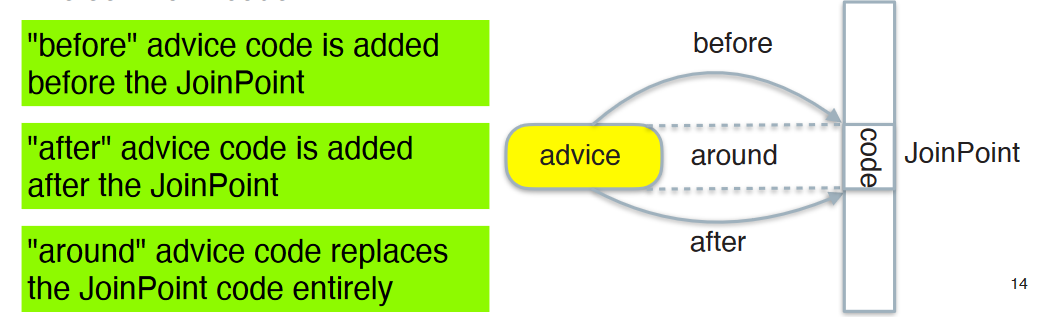 "before" advice code is added
before the JoinPoint
"after" advice code is added
after the JoinPoint
"around" advice code replaces
the JoinPoint code entirely
before
advice
around
code
JoinPoint
after
14